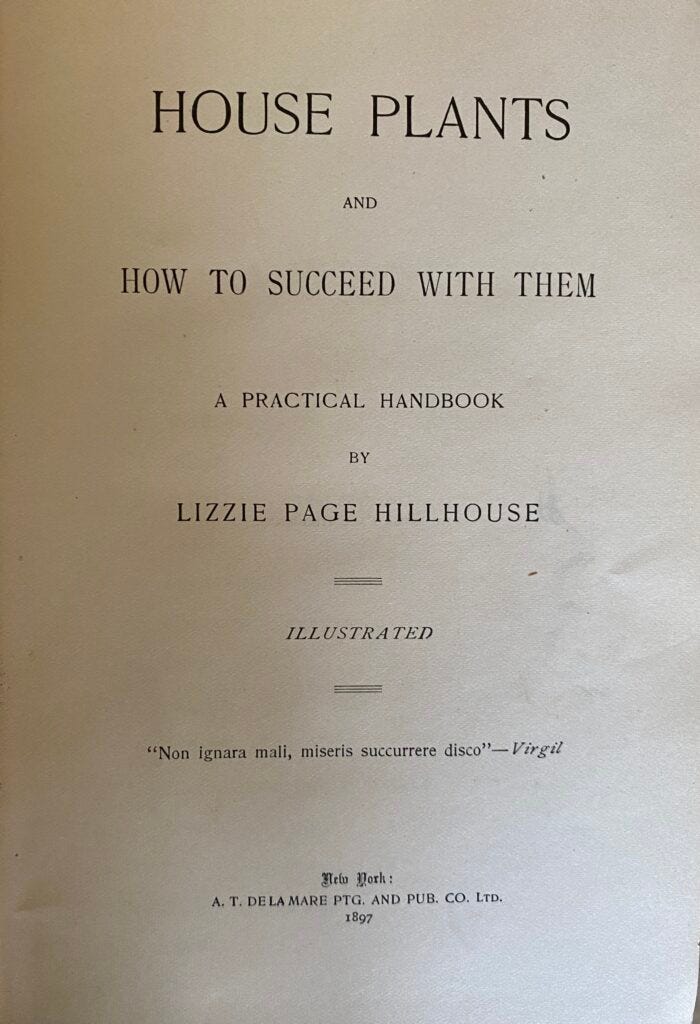 HOUSE PLANTS
AND
HOW TO SUCCEED WITH THEM
A PRACTICAL HANDBOOK
BY
LIZZIE PAGE HILLHOUSE
ILLUSTRATED
“Non ignara mali, miseris succurrere disco”—Virgil
New York:
A. T. DE LA MARE PTG. AND PUB. CO. LTD.
1897